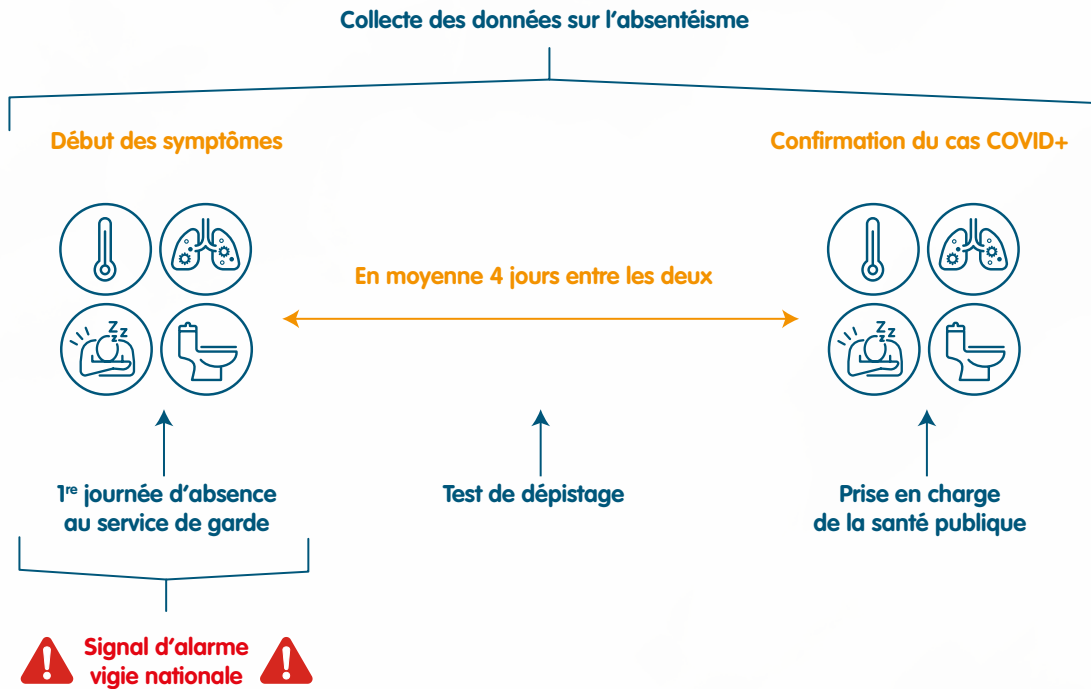 Collecte des données sur l'absentéisme
Début des symptômes
Confirmation du cas COVID+
En moyenne 4 jours entre les deux
1re journée d'absence
au service de garde
Test de dépistage
Prise en charge
de la santé publique
Signal d'alarme
vigie nationale